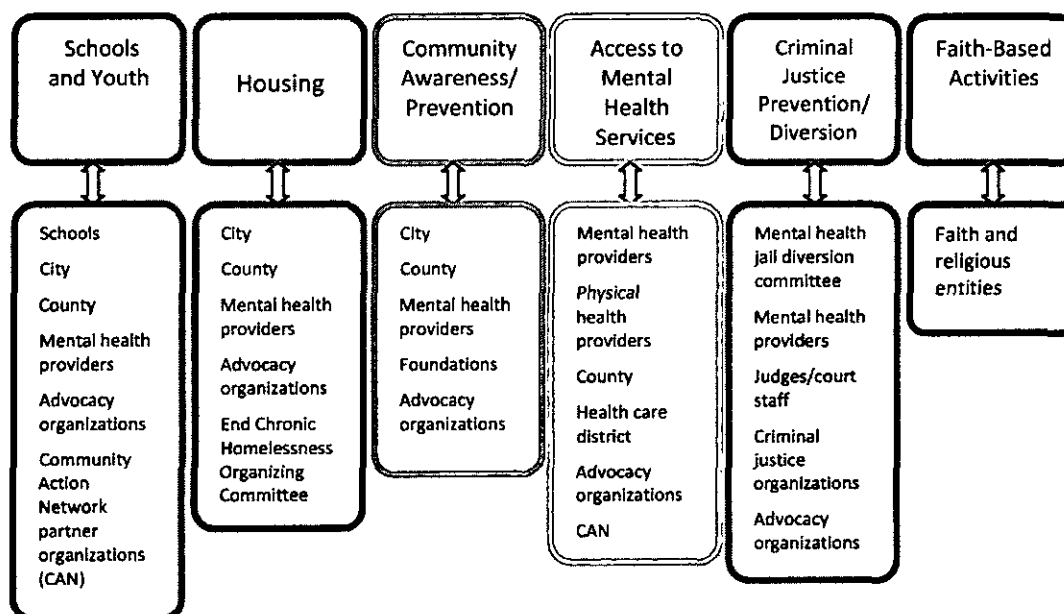 Schools
and Youth
Housing
Community
Awareness/
Prevention
Access to
Mental
Health
Services
Criminal
Justice
Prevention/
Diversion
Faith-Based
Activities
Schools
City
County
Mental health
providers
Advocacy
organizations
Community
Action
Network
partner
organizations
(CAN)
City
County
Mental health
providers
Advocacy
organizations
End Chronic
Homelessness
Organizing
Committee
City
County
Mental health
providers
Foundations
Advocacy
organizations
Mental health
providers
Physical
health
providers
County
Health care
district
Advocacy
organizations
CAN
Mental health
jail diversion
committee
Mental health
providers
Judges/court
staff
Criminal
justice
organizations
Advocacy
organizations
Faith and
religious
entities